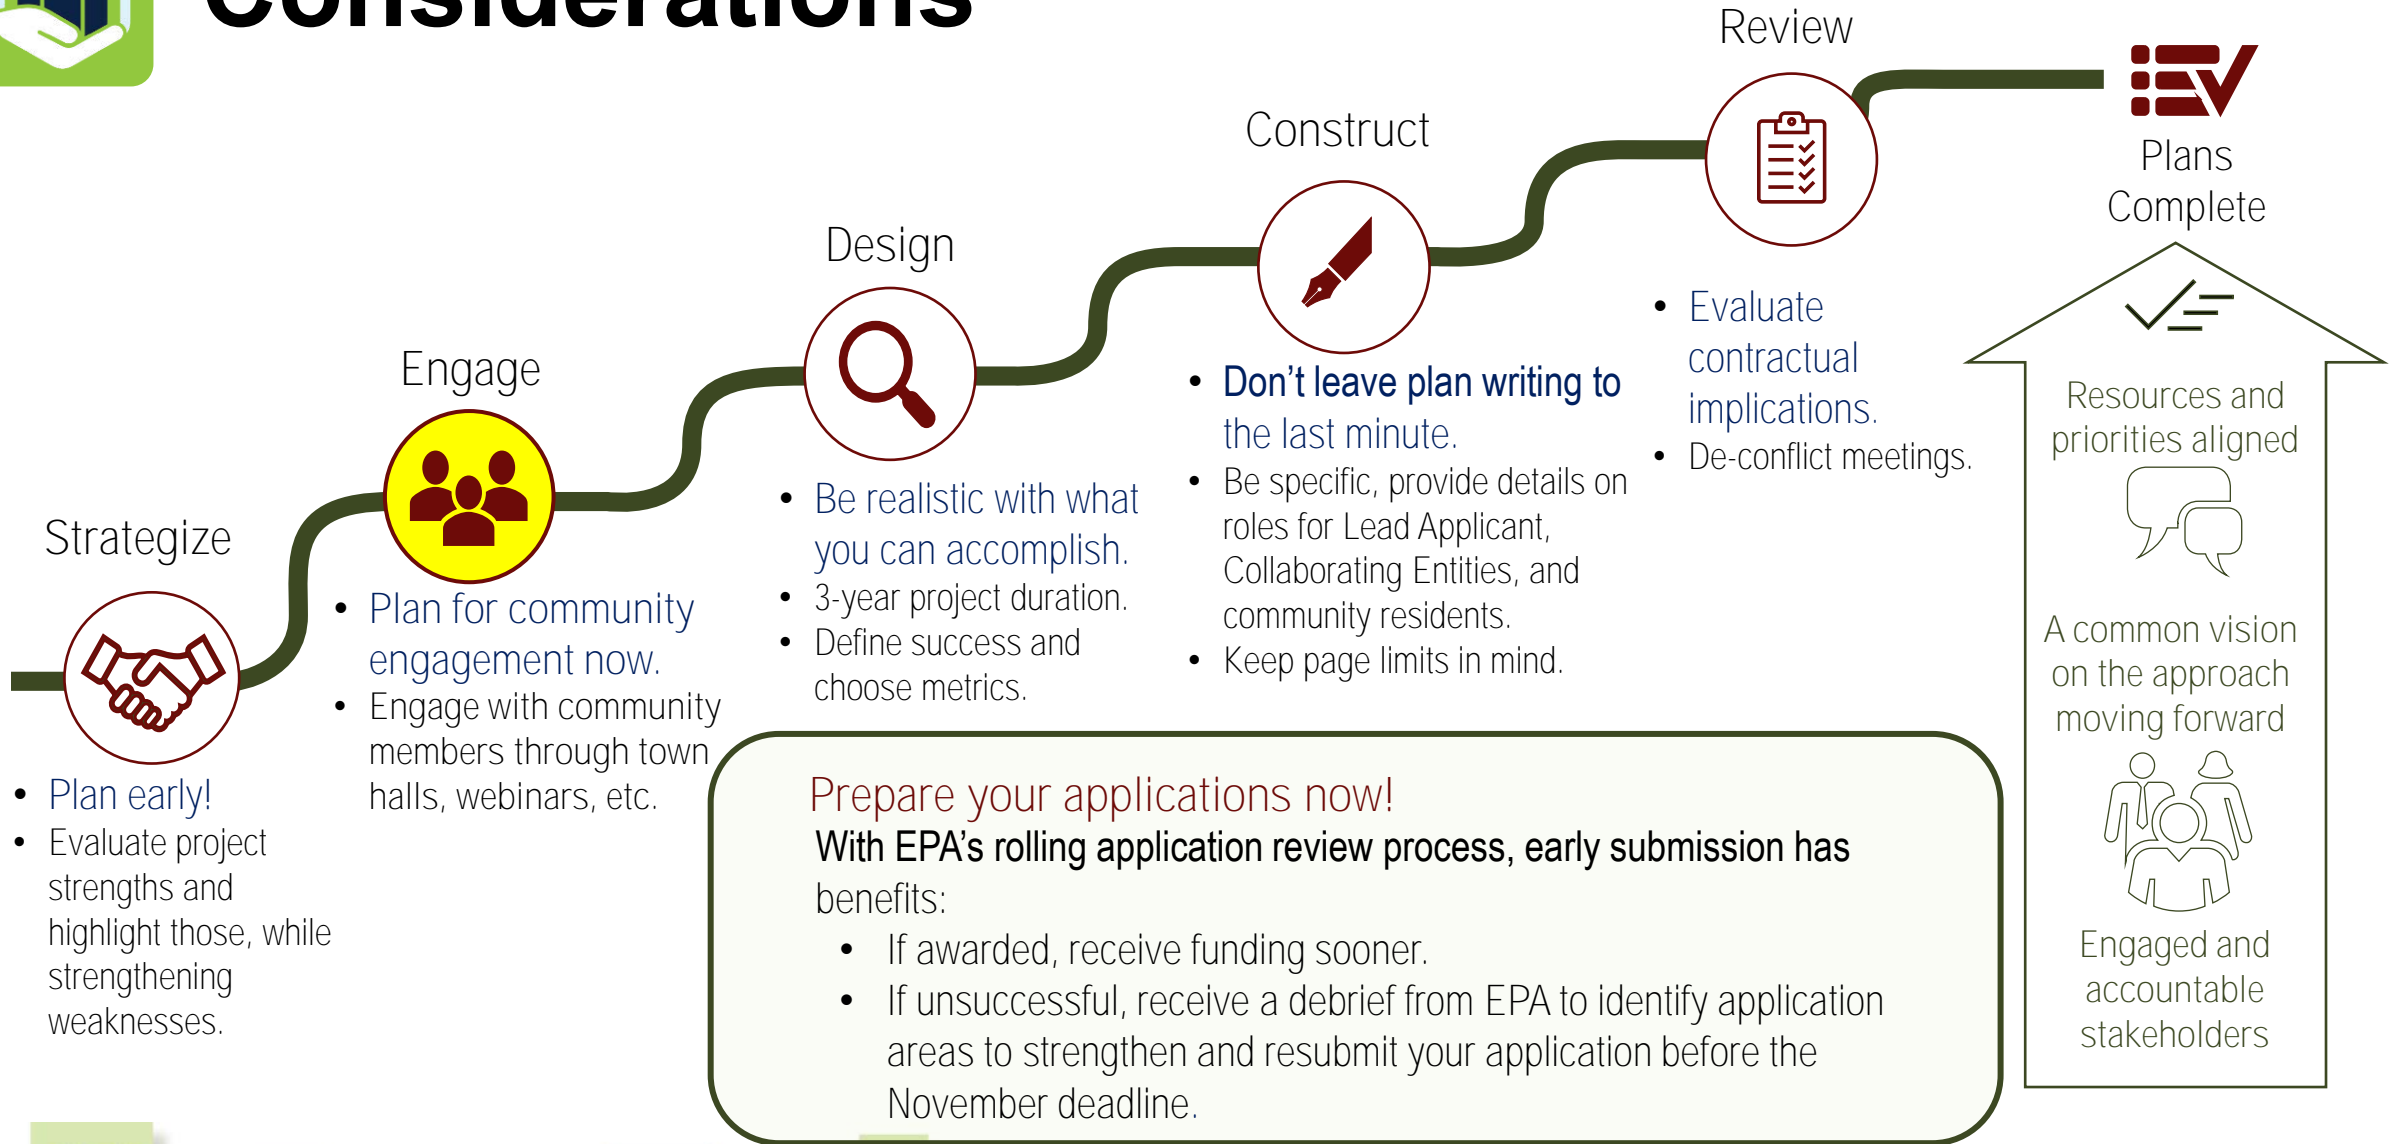 Considerations
Strategize
• Plan early!
• Evaluate project
strengths and
highlight those, while
strengthening
weaknesses.
Engage
• Plan for community
engagement now.
• Engage with community
members through town
halls, webinars, etc.
Design
• Be realistic with what
you can accomplish.
• 3-year project duration.
• Define success and
choose metrics.
Construct
• Don’t leave plan writing to
the last minute.
• Be specific, provide details on
roles for Lead Applicant,
Collaborating Entities, and
community residents.
• Keep page limits in mind.
Review
• Evaluate
contractual
implications.
• De-conflict meetings.
Plans
Complete
Resources and
priorities aligned
A common vision
on the approach
moving forward
Engaged and
accountable
stakeholders
Prepare your applications now!
With EPA’s rolling application review process, early submission has
benefits:
• If awarded, receive funding sooner.
• If unsuccessful, receive a debrief from EPA to identify application
areas to strengthen and resubmit your application before the
November deadline.